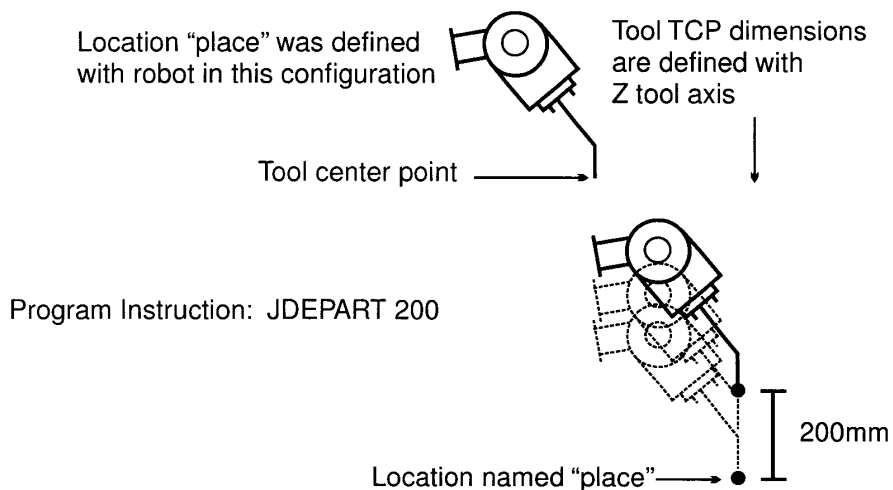 Location “place” was defined
with robot in this configuration
Tool TCP dimensions
are defined with
Z tool axis
Tool center point
Program Instruction: JDEPART 200
200mm
Location named “place”